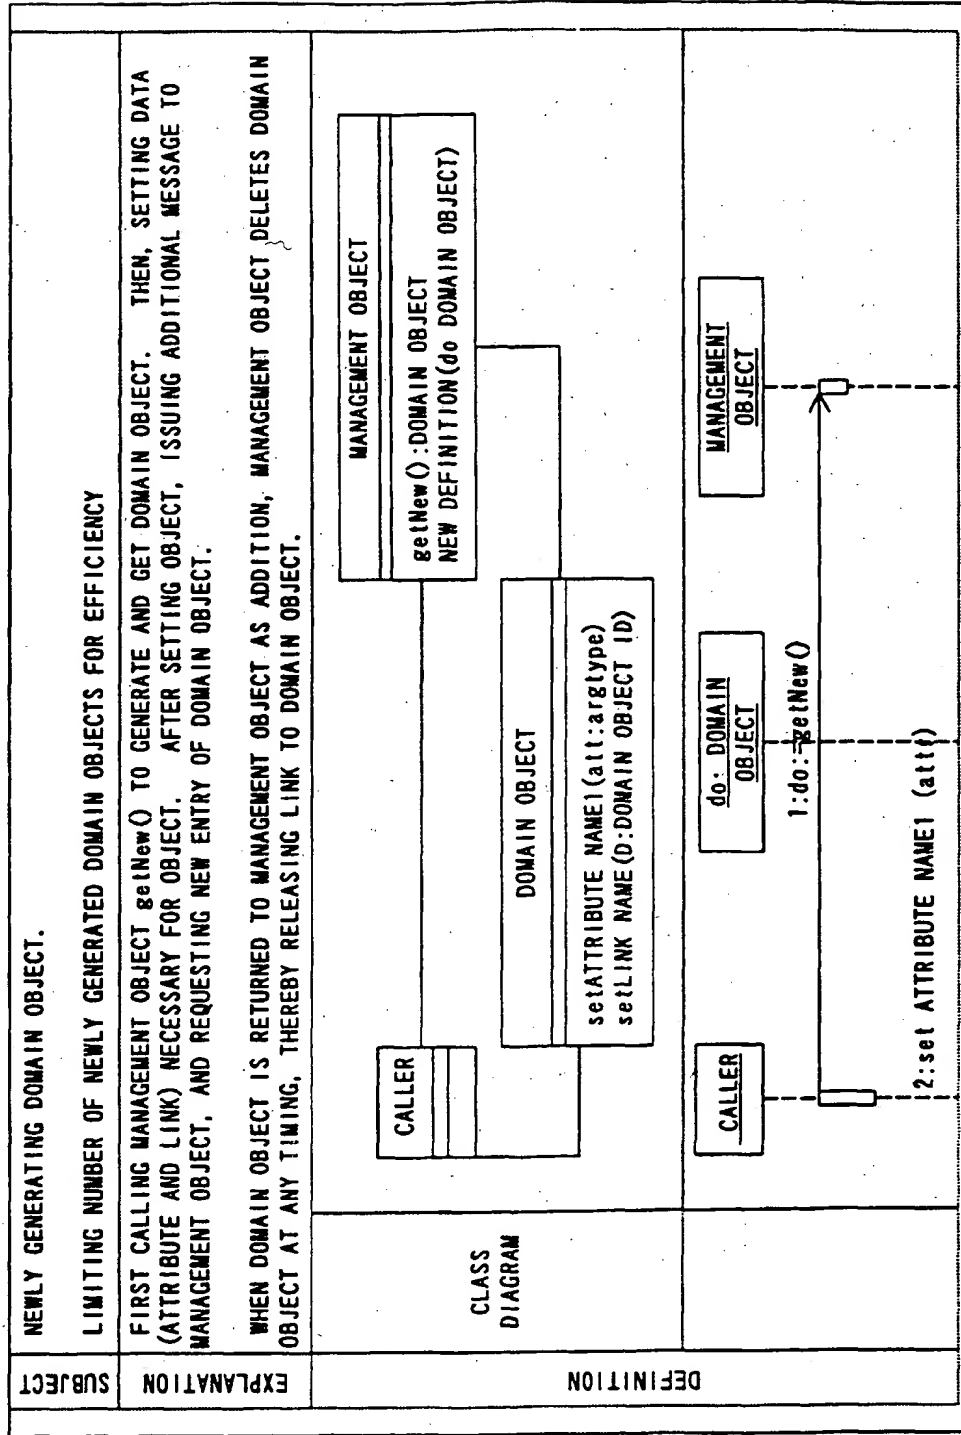 SUBJECT
NEWLY GENERATING DOMAIN OBJECT.
LIMITING NUMBER OF NEWLY GENERATED DOMAIN OBJECTS FOR EFFICIENCY
EXPLANATION
FIRST CALLING MANAGEMENT OBJECT getNew() TO GENERATE AND GET DOMAIN OBJECT. THEN, SETTING DATA
(ATTRIBUTE AND LINK) NECESSARY FOR OBJECT. AFTER SETTING OBJECT, ISSUING ADDITIONAL MESSAGE TO
MANAGEMENT OBJECT, AND REQUESTING NEW ENTRY OF DOMAIN OBJECT.
WHEN DOMAIN OBJECT IS RETURNED TO MANAGEMENT OBJECT AS ADDITION, MANAGEMENT OBJECT DELETES DOMAIN
OBJECT AT ANY TIMING, THEREBY RELEASING LINK TO DOMAIN OBJECT.
DEFINITION
CLASS
DIAGRAM
CALLER
MANAGEMENT OBJECT
getNew():DOMAIN OBJECT
NEW DEFINITION(do DOMAIN OBJECT)
DOMAIN OBJECT
setATTRIBUTE NAME1(att:argtype)
setLINK NAME(D:DOMAIN OBJECT ID)
CALLER
do: DOMAIN
OBJECT
MANAGEMENT
OBJECT
1:do:=getNew()
2:set ATTRIBUTE NAME1 (att)